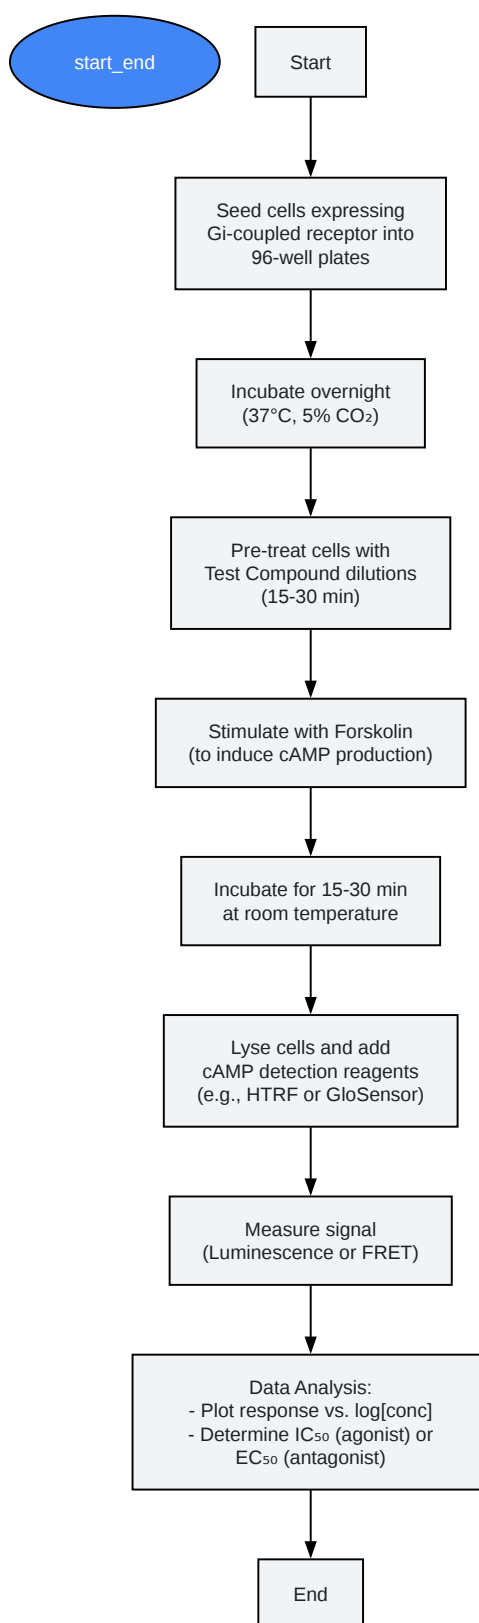 start_end
Start
Seed cells expressing
Gi-coupled receptor into
96-well plates
Incubate overnight
(37°C, 5% CO₂)
Pre-treat cells with
Test Compound dilutions
(15-30 min)
Stimulate with Forskolin
(to induce cAMP production)
Incubate for 15-30 min
at room temperature
Lyse cells and add
cAMP detection reagents
(e.g., HTRF or GloSensor)
Measure signal
(Luminescence or FRET)
Data Analysis:
- Plot response vs. log[conc]
- Determine IC₅₀ (agonist) or
EC₅₀ (antagonist)
End